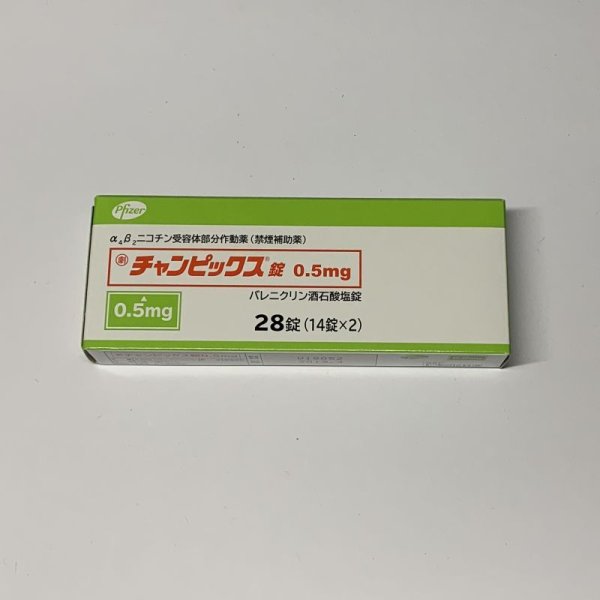 Pfizer
α₄β₂ニコチン受容体部分作動薬(禁煙補助薬)
劇 チャンピックス®錠 0.5mg
バレニクリン酒石酸塩錠
0.5mg
28錠(14錠×2)